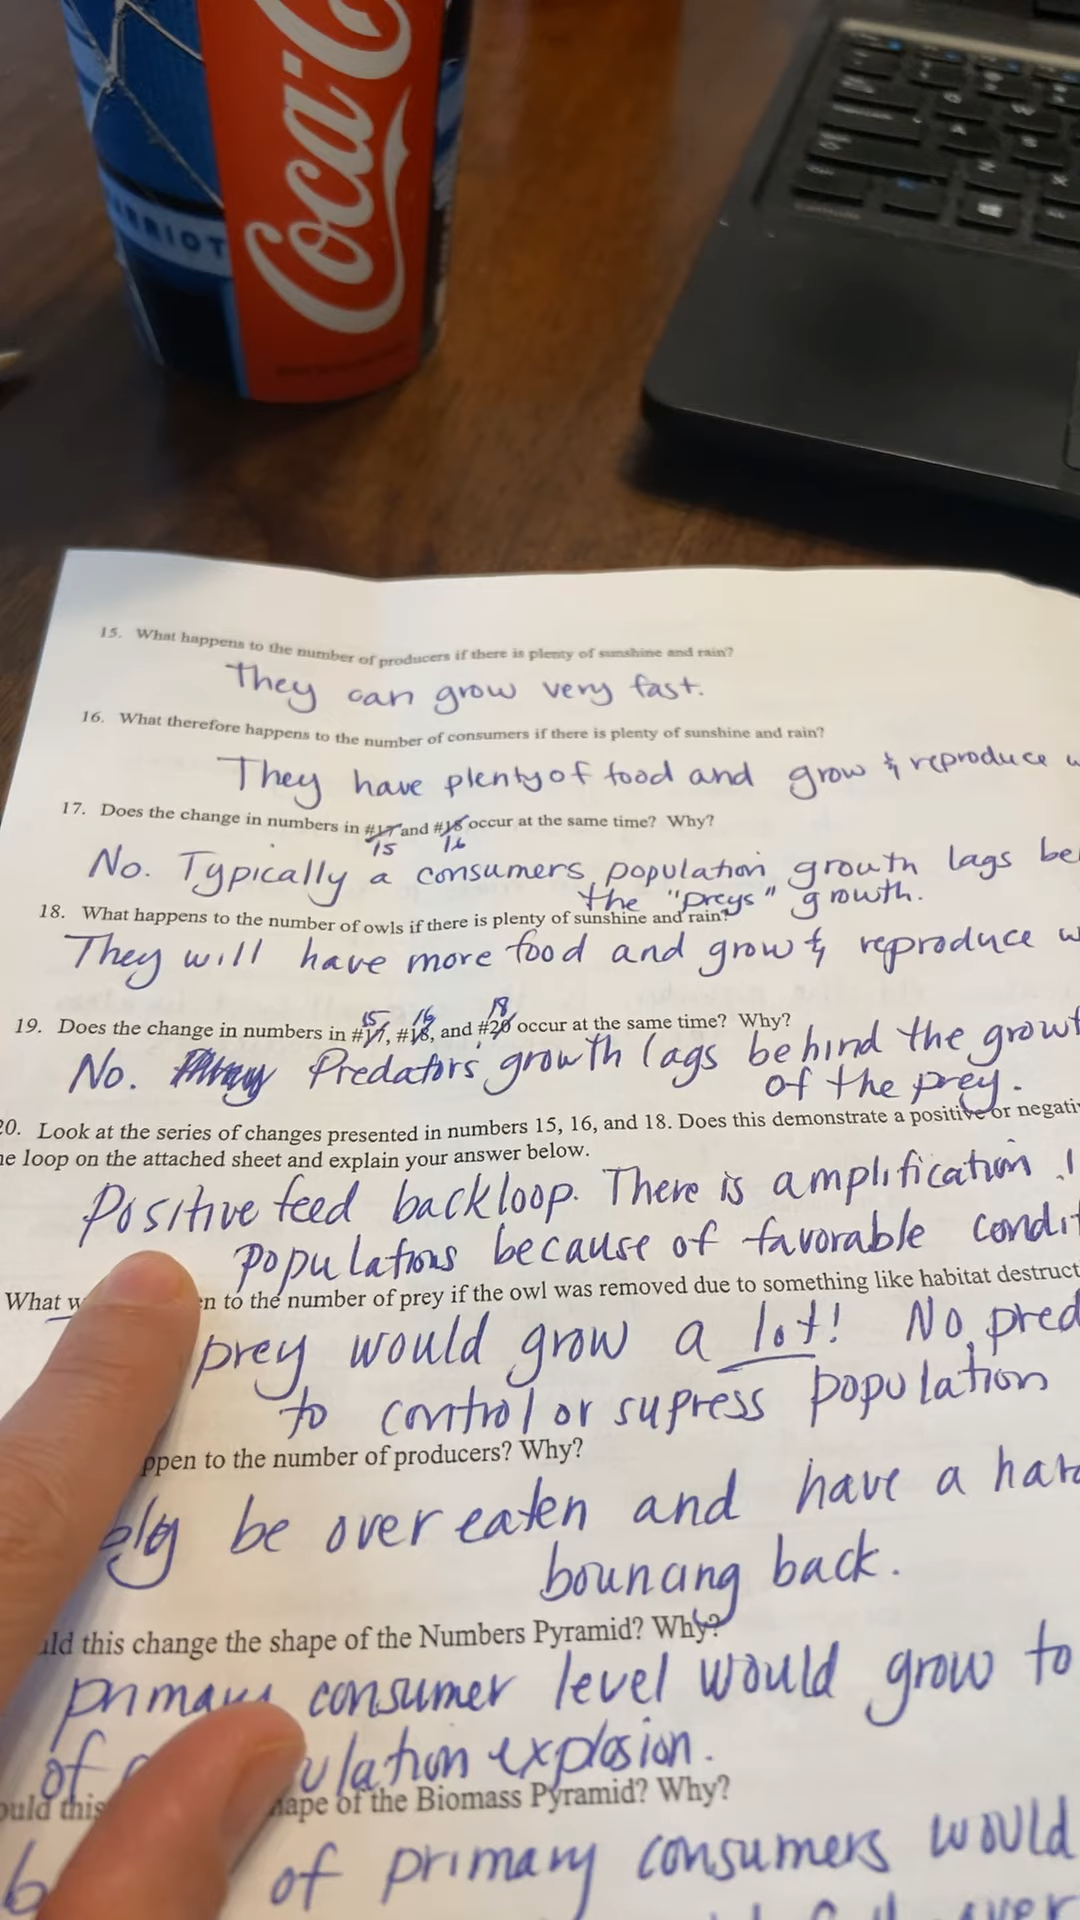 Coca-C
RRIOT
15. What happens to the number of producers if there is plenty of sunshine and rain?
They can grow very fast.
16. What therefore happens to the number of consumers if there is plenty of sunshine and rain?
They have plenty of food and grow & reproduce w
17. Does the change in numbers in #17 and #18 occur at the same time? Why?
15 16
No. Typically a consumers population growth lags be
the "preys" growth.
18. What happens to the number of owls if there is plenty of sunshine and rain?
They will have more food and grow & reproduce w
15 16 18
19. Does the change in numbers in #17, #18, and #20 occur at the same time? Why?
No. Predators growth lags behind the growt
of the prey.
20. Look at the series of changes presented in numbers 15, 16, and 18. Does this demonstrate a positive or negativ
e loop on the attached sheet and explain your answer below.
Positive feed back loop. There is amplification
populations because of favorable condit
What w n to the number of prey if the owl was removed due to something like habitat destruct
prey would grow a lot! No pred
to control or supress population
ppen to the number of producers? Why?
bly be over eaten and have a hard
bouncing back.
uld this change the shape of the Numbers Pyramid? Why?
primary consumer level would grow to
of ulation explosion.
ould this hape of the Biomass Pyramid? Why?
b of primary consumers would